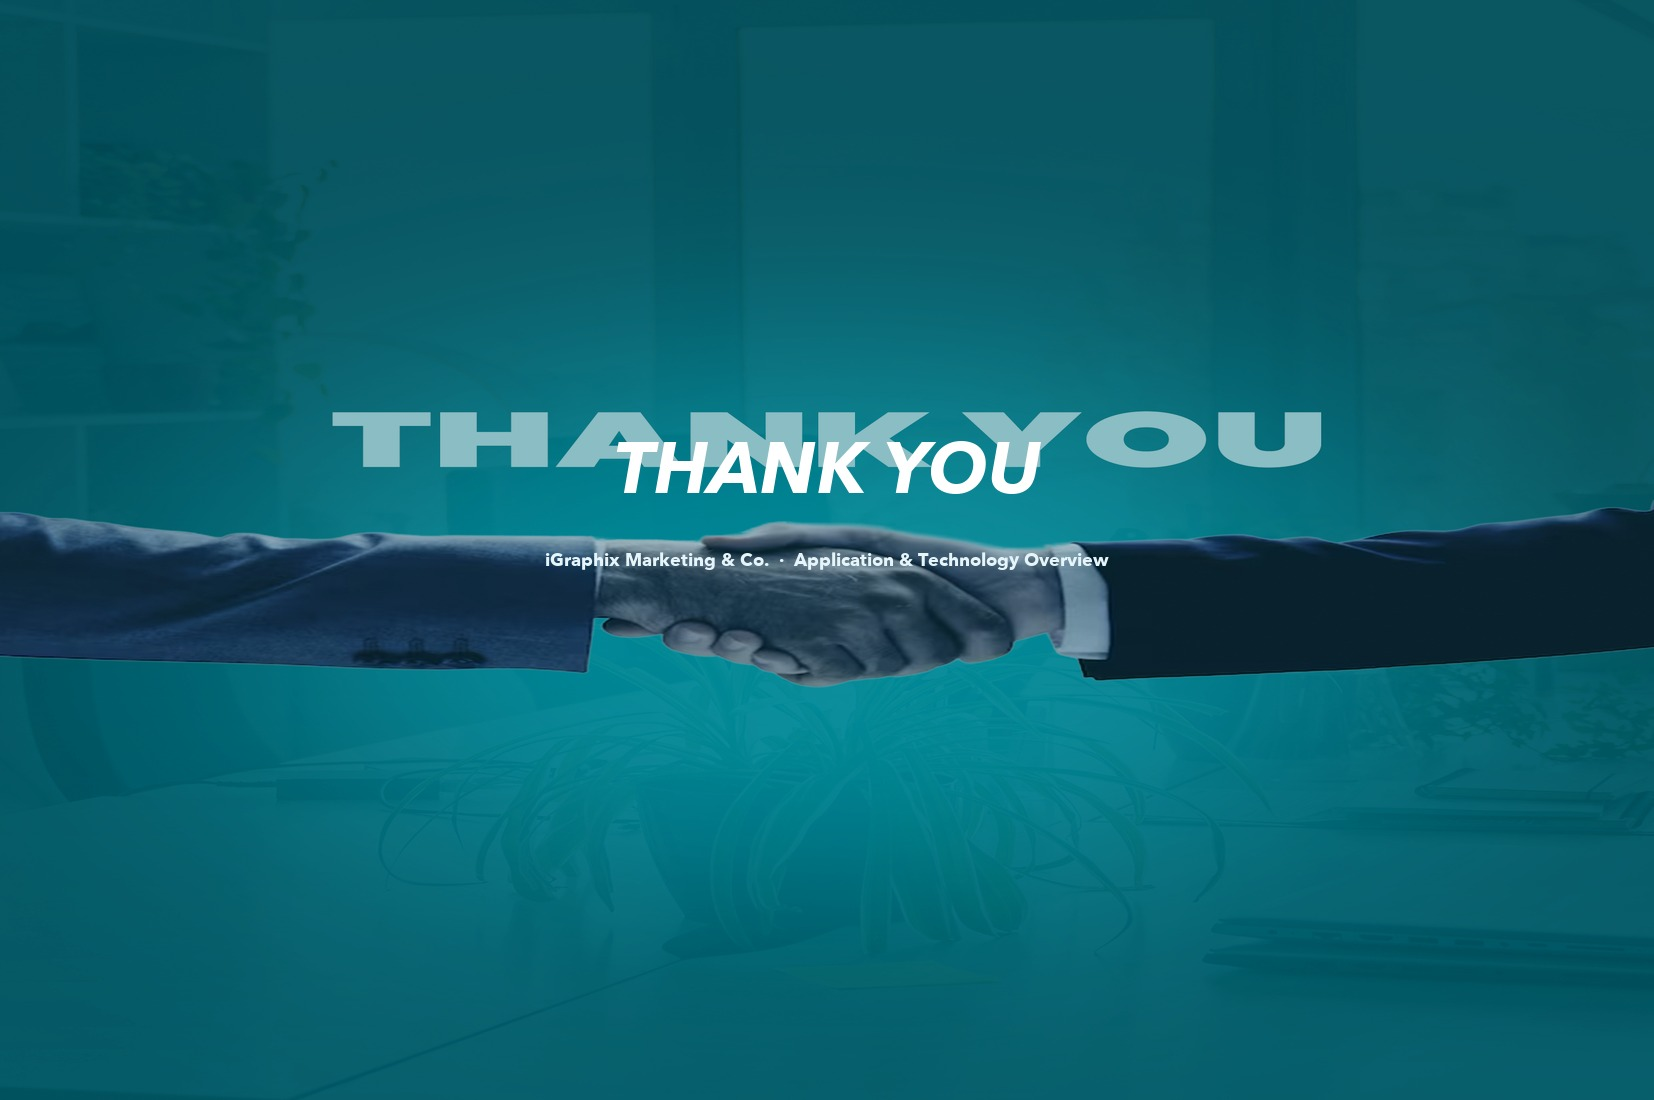 THANK YOU
THANK YOU
iGraphix Marketing & Co. · Application & Technology Overview